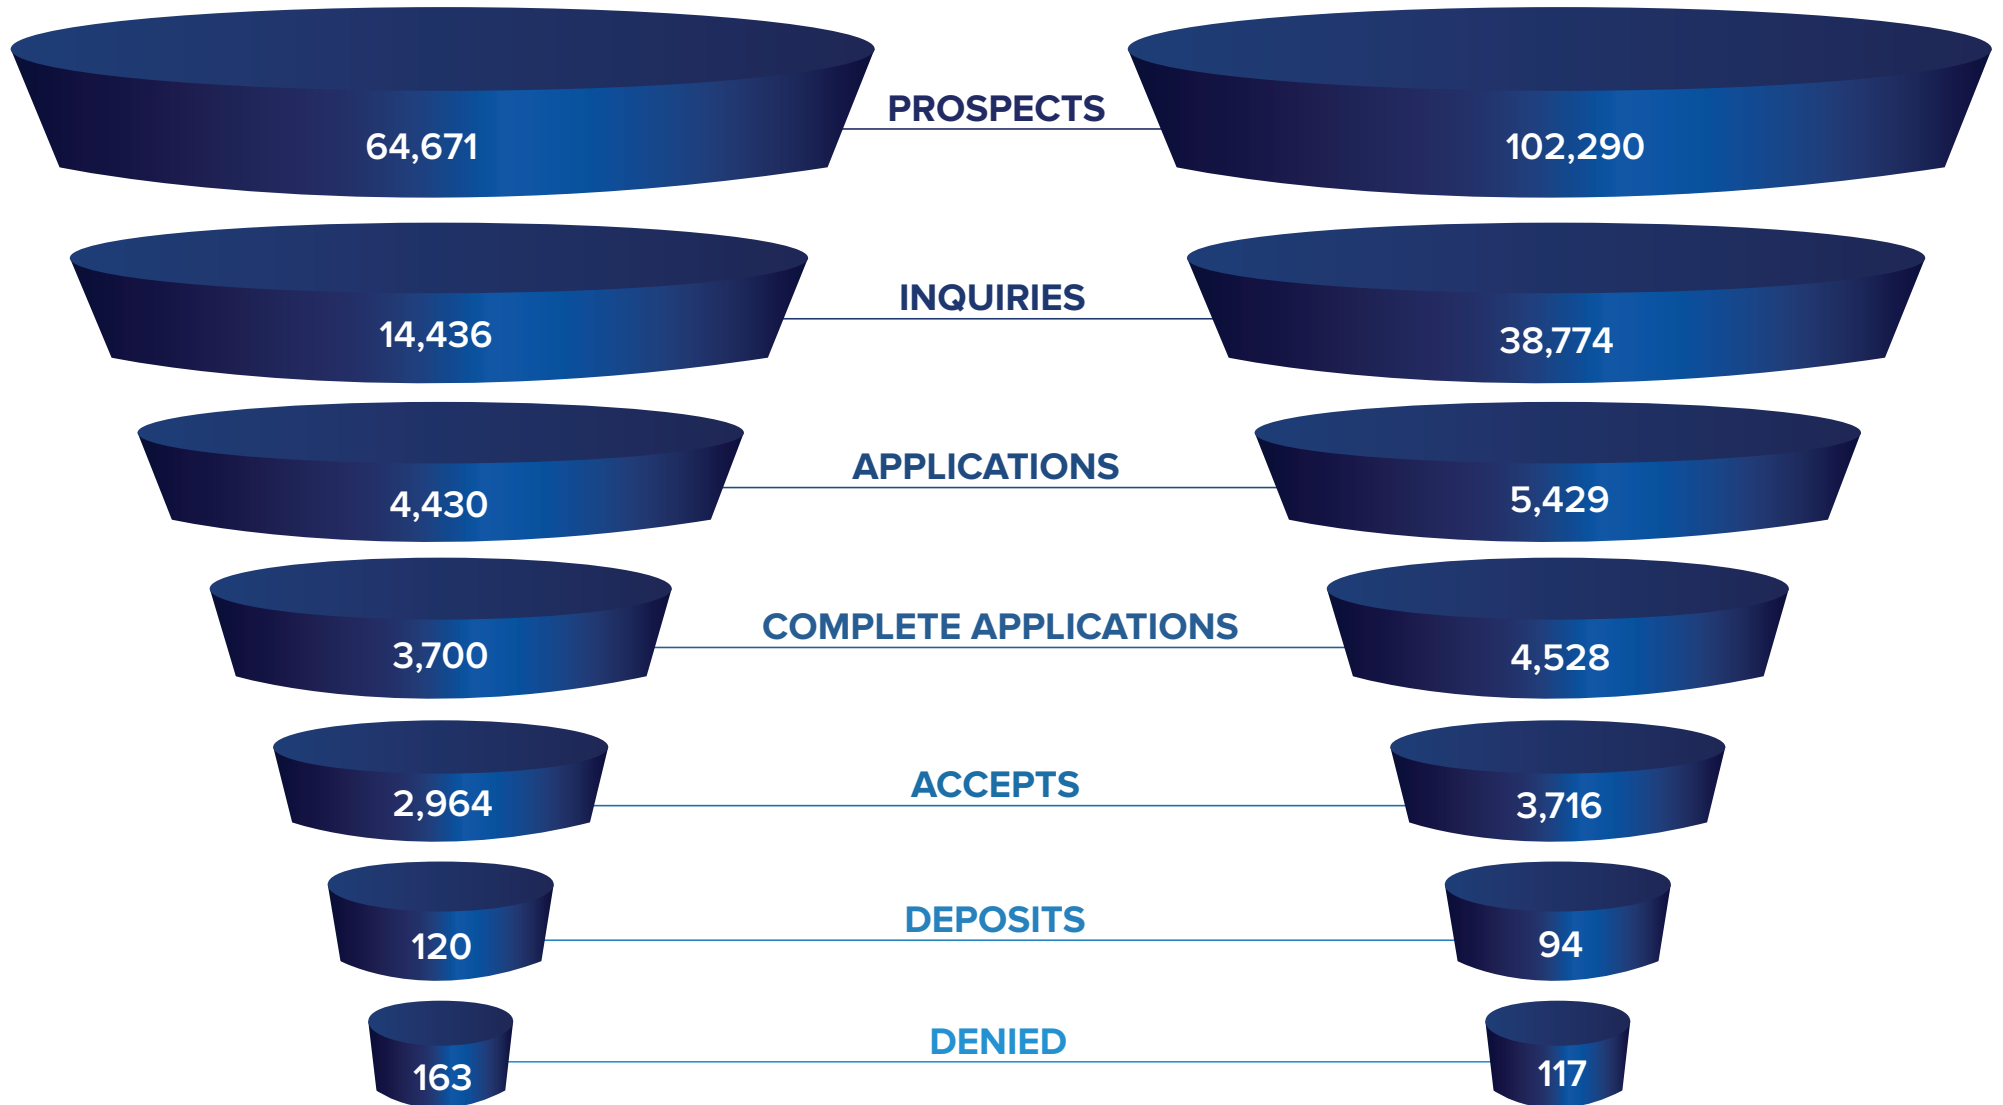 PROSPECTS
64,671
102,290
INQUIRIES
14,436
38,774
APPLICATIONS
4,430
5,429
COMPLETE APPLICATIONS
3,700
4,528
ACCEPTS
2,964
3,716
DEPOSITS
120
94
DENIED
163
117